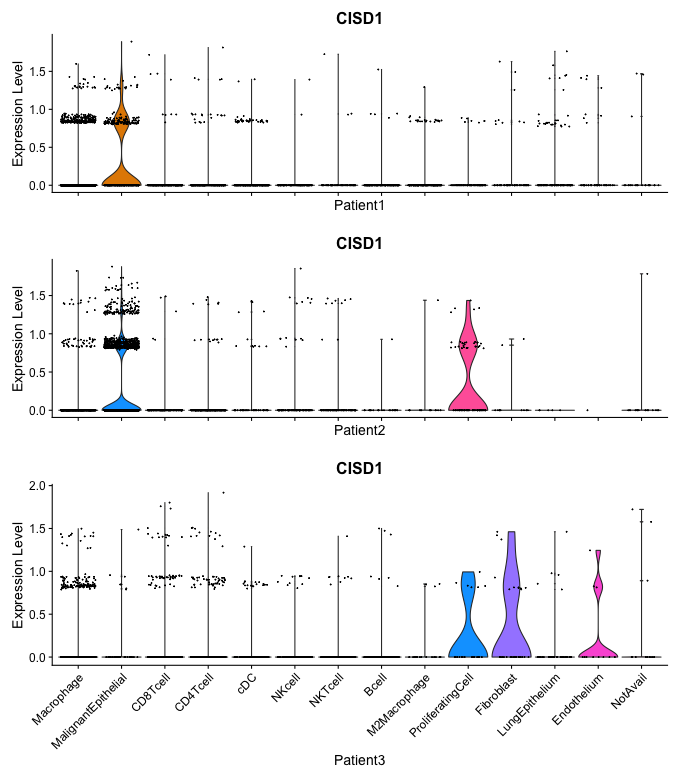 CISD1
Expression Level
1.5
1.0
0.5
0.0
Patient1
CISD1
Expression Level
1.5
1.0
0.5
0.0
Patient2
CISD1
Expression Level
2.0
1.5
1.0
0.5
0.0
Macrophage
MalignantEpithelial
CD8Tcell
CD4Tcell
cDC
NKcell
NKTcell
Bcell
M2Macrophage
ProliferatingCell
Fibroblast
LungEpithelium
Endothelium
NotAvail
Patient3